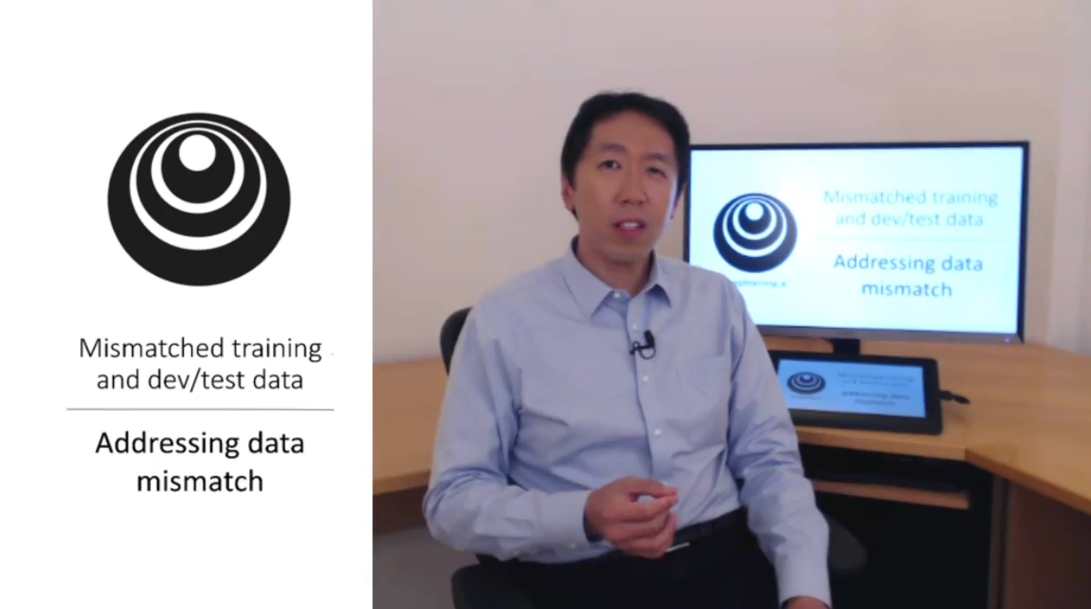 Mismatched training
and dev/test data
Addressing data
mismatch
Mismatched training
and dev/test data
Addressing data
mismatch